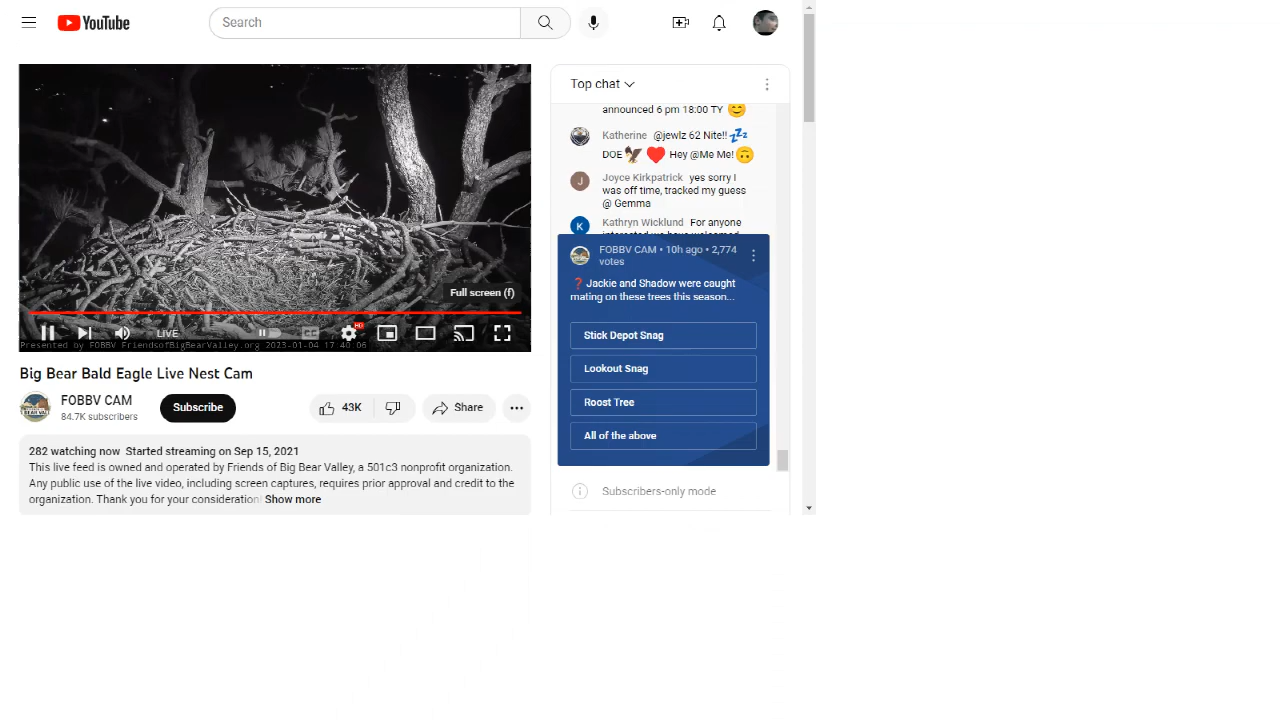 YouTube
Search
Top chat
announced 6 pm 18:00 TY
Katherine @jewlz 62 Nite!!
DOE Hey @Me Me!
Joyce Kirkpatrick yes sorry I
was off time, tracked my guess
@ Gemma
Kathryn Wicklund For anyone
FOBBV CAM • 10h ago • 2,774
votes
❓Jackie and Shadow were caught
mating on these trees this season...
Stick Depot Snag
Lookout Snag
Roost Tree
All of the above
Subscribers-only mode
Full screen (f)
LIVE
HD
Presented by FOBBV FriendsofBigBearValley.org 2023-01-04 17:40:06
Big Bear Bald Eagle Live Nest Cam
FOBBV CAM
84.7K subscribers
Subscribe
43K
Share
282 watching now Started streaming on Sep 15, 2021
This live feed is owned and operated by Friends of Big Bear Valley, a 501c3 nonprofit organization.
Any public use of the live video, including screen captures, requires prior approval and credit to the
organization. Thank you for your consideration! Show more